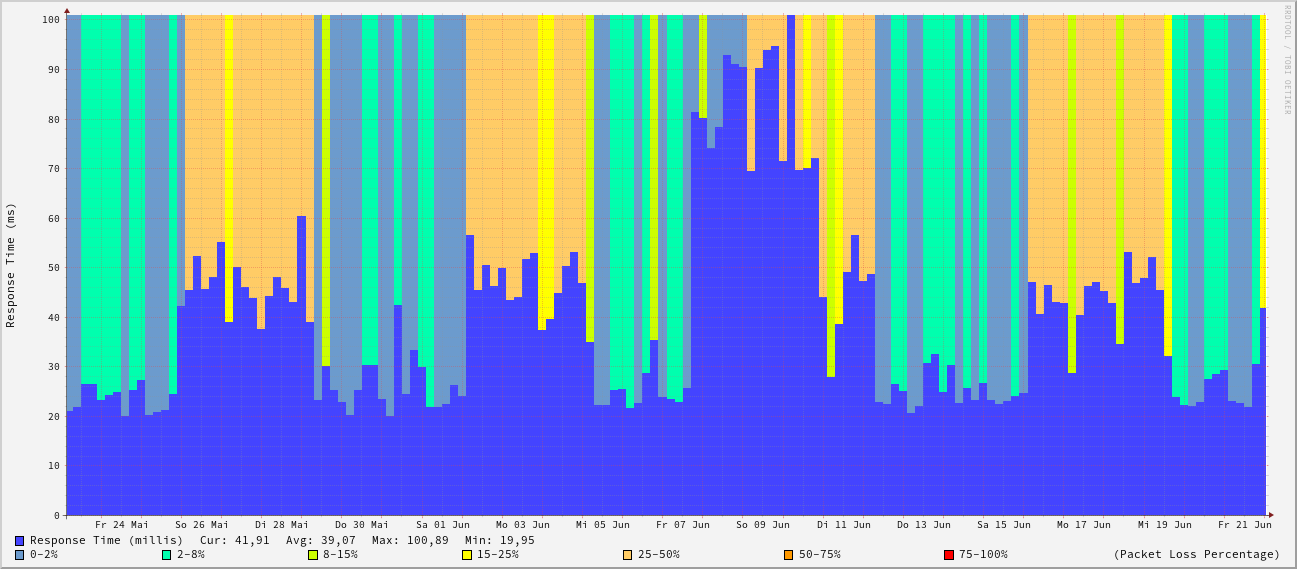 RRDTOOL / TOBI OETIKER
Response Time (ms)
100
90
80
70
60
50
40
30
20
10
0
Fr 24 Mai So 26 Mai Di 28 Mai Do 30 Mai Sa 01 Jun Mo 03 Jun Mi 05 Jun Fr 07 Jun So 09 Jun Di 11 Jun Do 13 Jun Sa 15 Jun Mo 17 Jun Mi 19 Jun Fr 21 Jun
Response Time (millis) Cur: 41,91 Avg: 39,07 Max: 100,89 Min: 19,95
0-2% 2-8% 8-15% 15-25% 25-50% 50-75% 75-100% (Packet Loss Percentage)